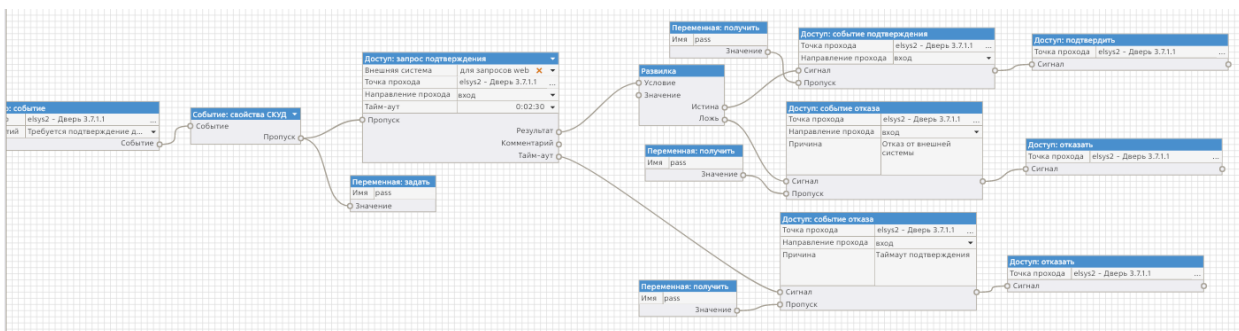 о: событие
о elsys2 - Дверь 3.7.1.1 ...
тий Требуется подтверждение д...
Событие
Событие: свойства СКУД
Событие
Пропуск
Доступ: запрос подтверждения
Внешняя система для запросов web
Точка прохода elsys2 - Дверь 3.7.1.1 ...
Направление прохода вход
Тайм-аут 0:02:30
Пропуск
Результат
Комментарий
Тайм-аут
Переменная: задать
Имя pass
Значение
Переменная: получить
Имя pass
Значение
Развилка
Условие
Значение
Истина
Ложь
Переменная: получить
Имя pass
Значение
Переменная: получить
Имя pass
Значение
Доступ: событие подтверждения
Точка прохода elsys2 - Дверь 3.7.1.1 ...
Направление прохода вход
Сигнал
Пропуск
Доступ: событие отказа
Точка прохода elsys2 - Дверь 3.7.1.1 ...
Направление прохода вход
Причина Отказ от внешней
системы
Сигнал
Пропуск
Доступ: событие отказа
Точка прохода elsys2 - Дверь 3.7.1.1 ...
Направление прохода вход
Причина Таймаут подтверждения
Сигнал
Пропуск
Доступ: подтвердить
Точка прохода elsys2 - Дверь 3.7.1.1 ...
Сигнал
Доступ: отказать
Точка прохода elsys2 - Дверь 3.7.1.1 ...
Сигнал
Доступ: отказать
Точка прохода elsys2 - Дверь 3.7.1.1 ...
Сигнал